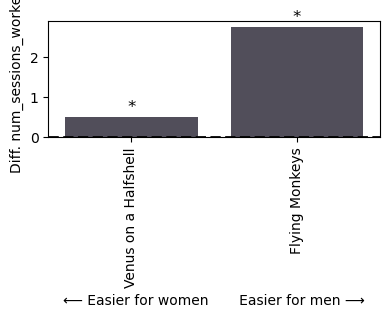 Diff. num_sessions_worke
2
1
0
*
*
Venus on a Halfshell
Flying Monkeys
⟵ Easier for women
Easier for men ⟶